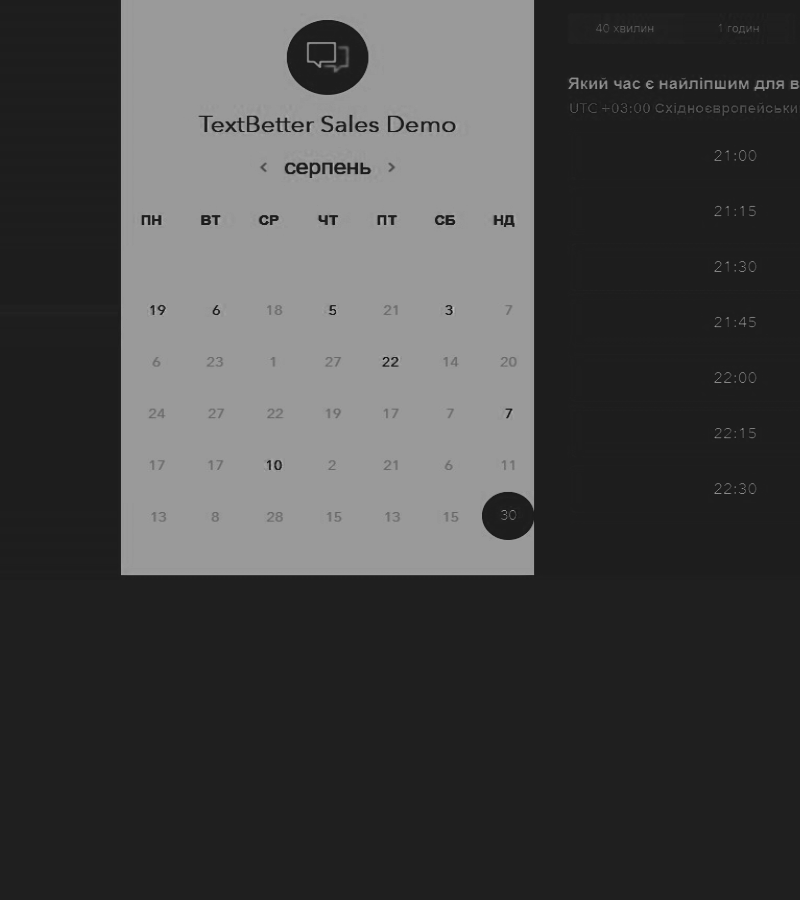 TextBetter Sales Demo
серпень
ПН ВТ СР ЧТ ПТ СБ НД
19 6 18 5 21 3 7
6 23 1 27 22 14 20
24 27 22 19 17 7 7
17 17 10 2 21 6 11
13 8 28 15 13 15 30
40 хвилин 1 годин
Який час є найліпшим для в
UTC +03:00 Східноєвропейськи
21:00
21:15
21:30
21:45
22:00
22:15
22:30